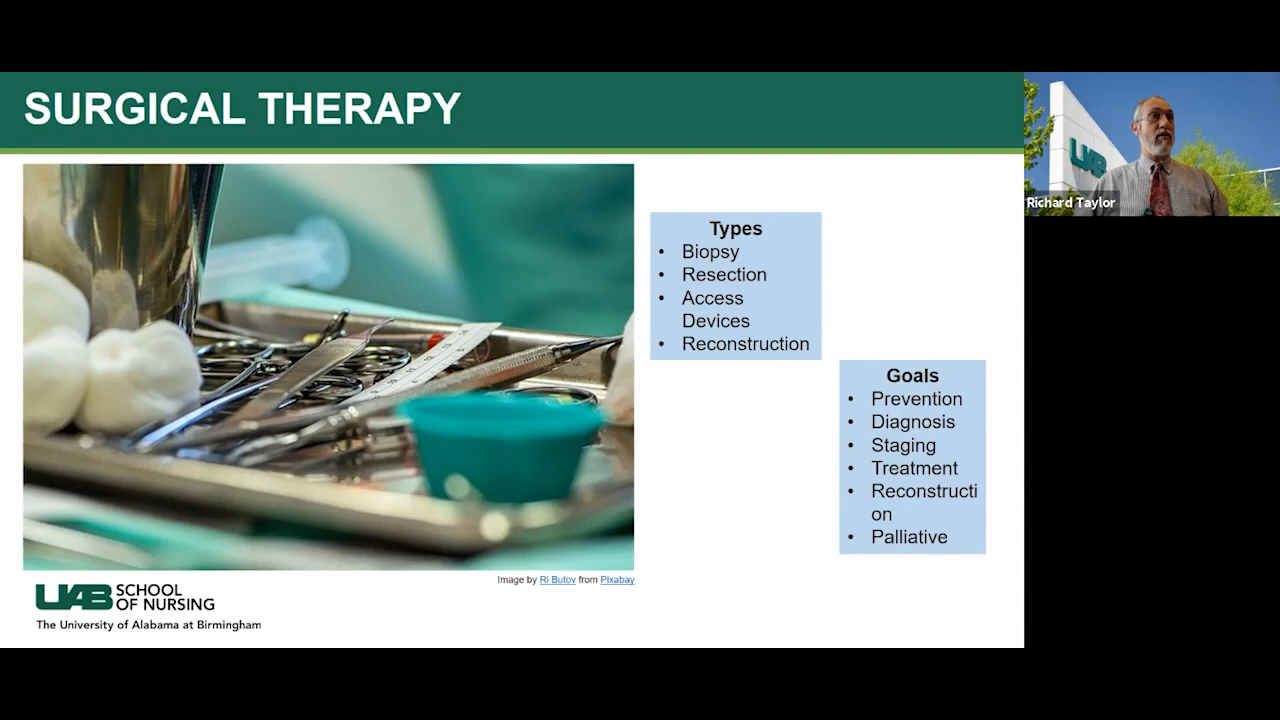 SURGICAL THERAPY
UAB
Richard Taylor
Types
• Biopsy
• Resection
• Access
Devices
• Reconstruction
Goals
• Prevention
• Diagnosis
• Staging
• Treatment
• Reconstructi
on
• Palliative
Image by Ri Butov from Pixabay
UAB SCHOOL
OF NURSING
The University of Alabama at Birmingham